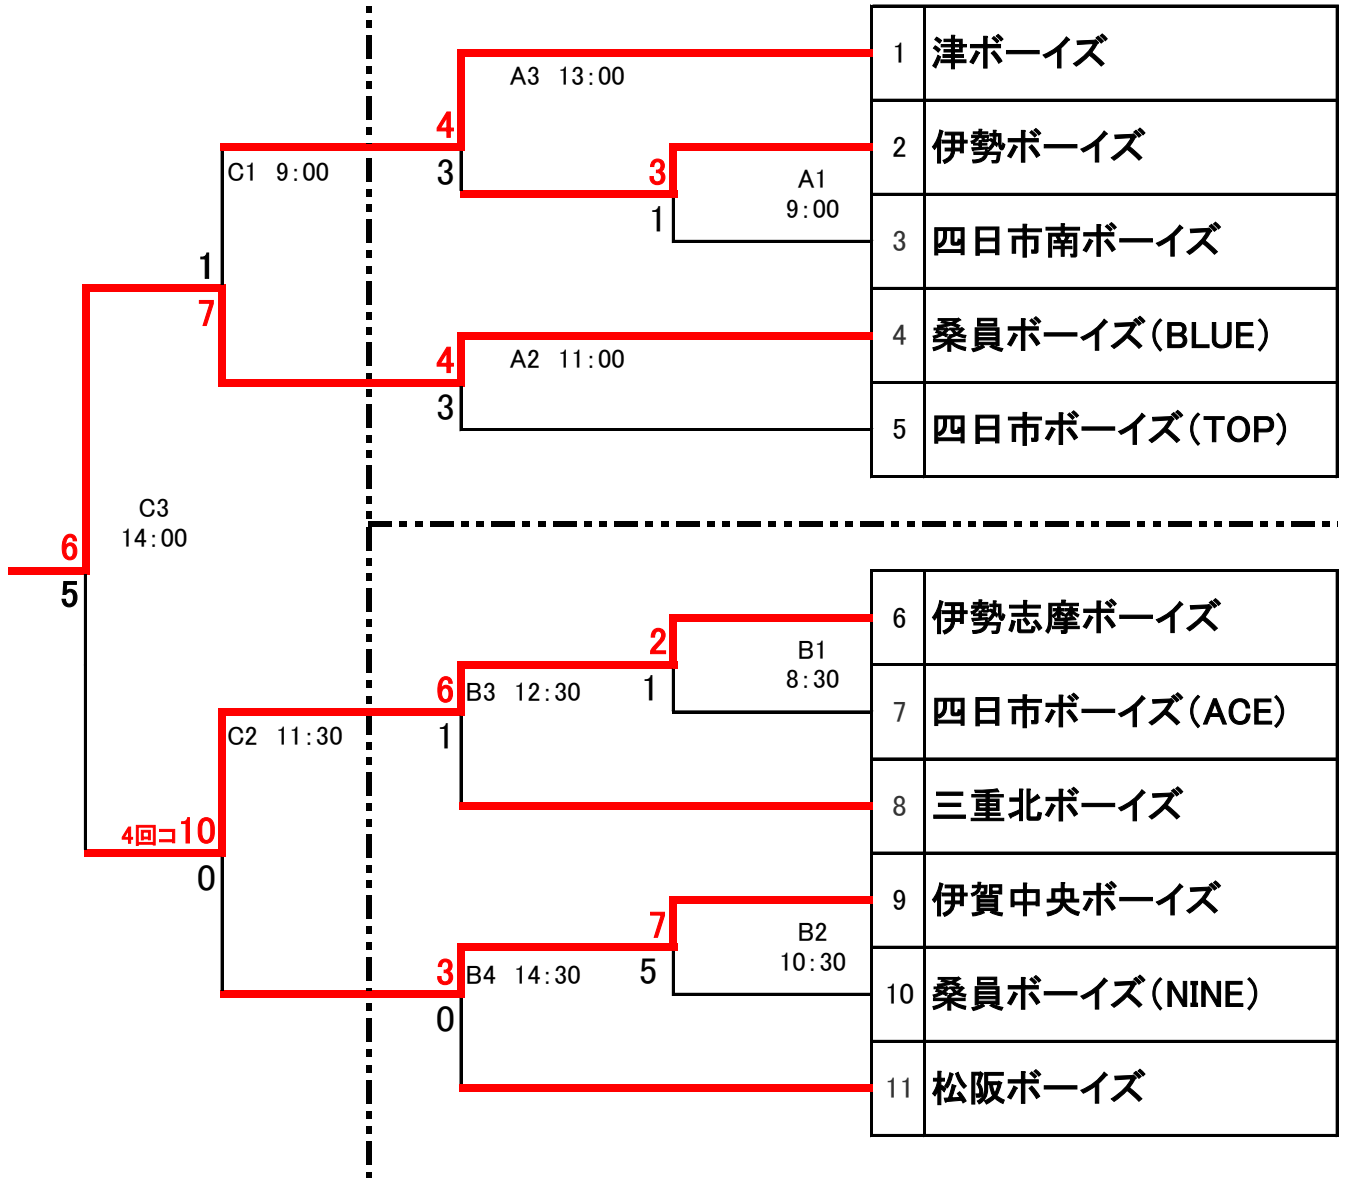 1 津ボーイズ
A3 13:00
4
2 伊勢ボーイズ
C1 9:00
3
3
A1
9:00
1
3 四日市南ボーイズ
1
7
4 桑員ボーイズ(BLUE)
4
A2 11:00
3
5 四日市ボーイズ(TOP)
C3
14:00
6
5
6 伊勢志摩ボーイズ
2
B1
8:30
1
6
B3 12:30
7 四日市ボーイズ(ACE)
C2 11:30
1
8 三重北ボーイズ
4回コ10
0
9 伊賀中央ボーイズ
7
B2
10:30
5
3
B4 14:30
10 桑員ボーイズ(NINE)
0
11 松阪ボーイズ